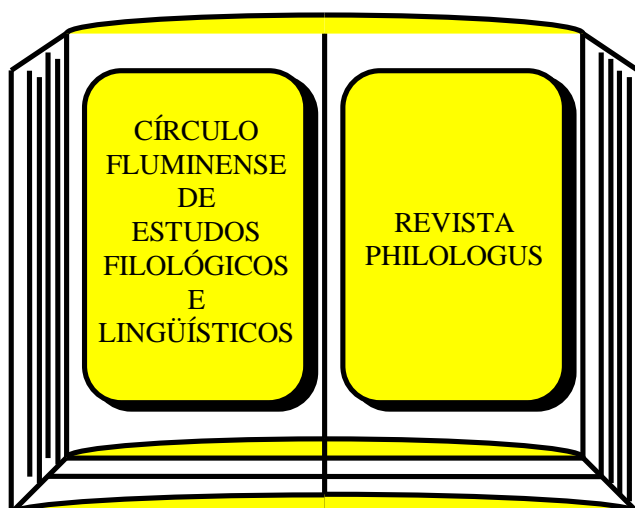 CÍRCULO
FLUMINENSE
DE
ESTUDOS
FILOLÓGICOS
E
LINGÜÍSTICOS
REVISTA
PHILOLOGUS